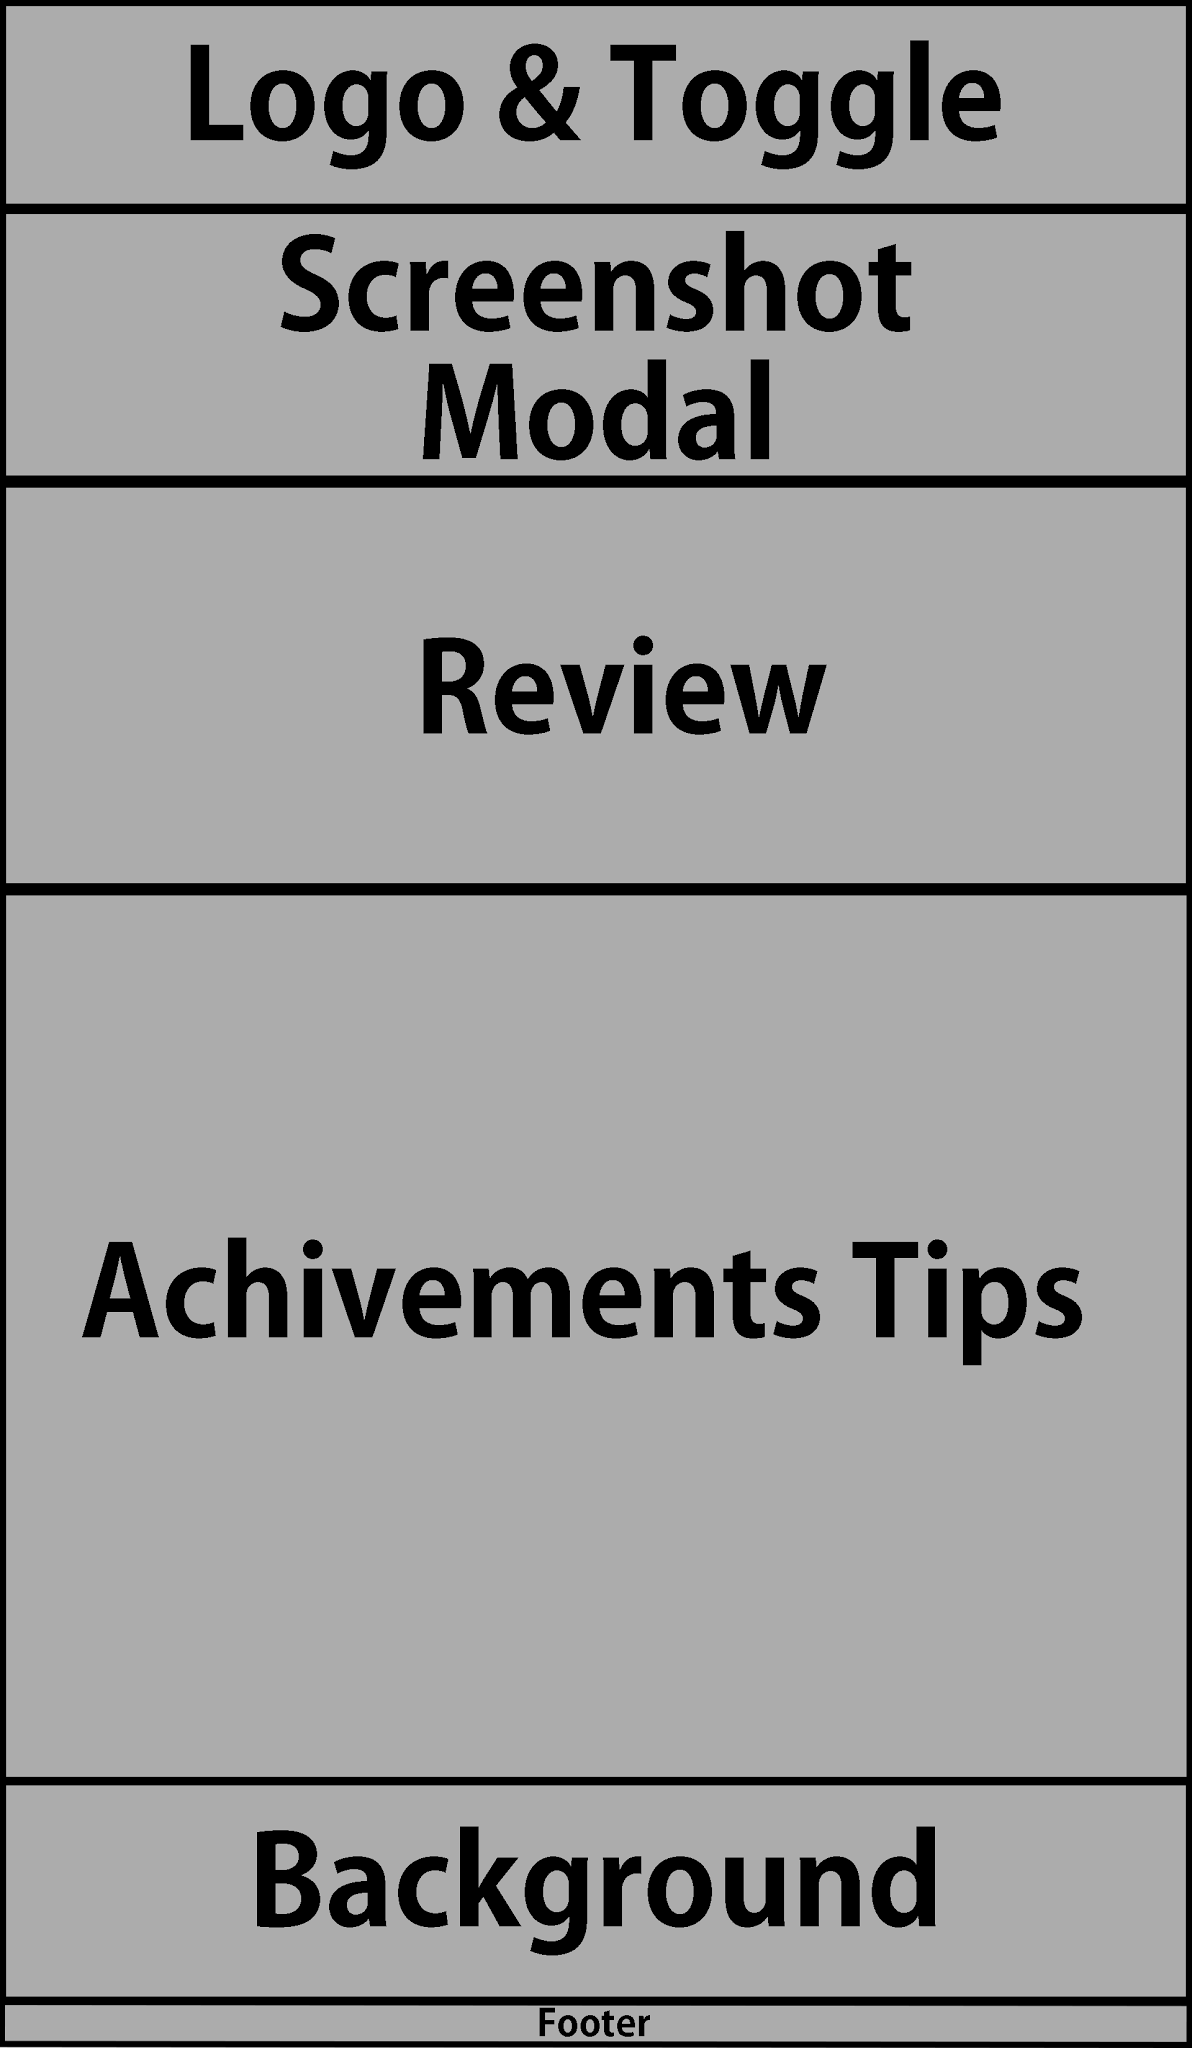 Logo & Toggle
Screenshot
Modal
Review
Achivements Tips
Background
Footer